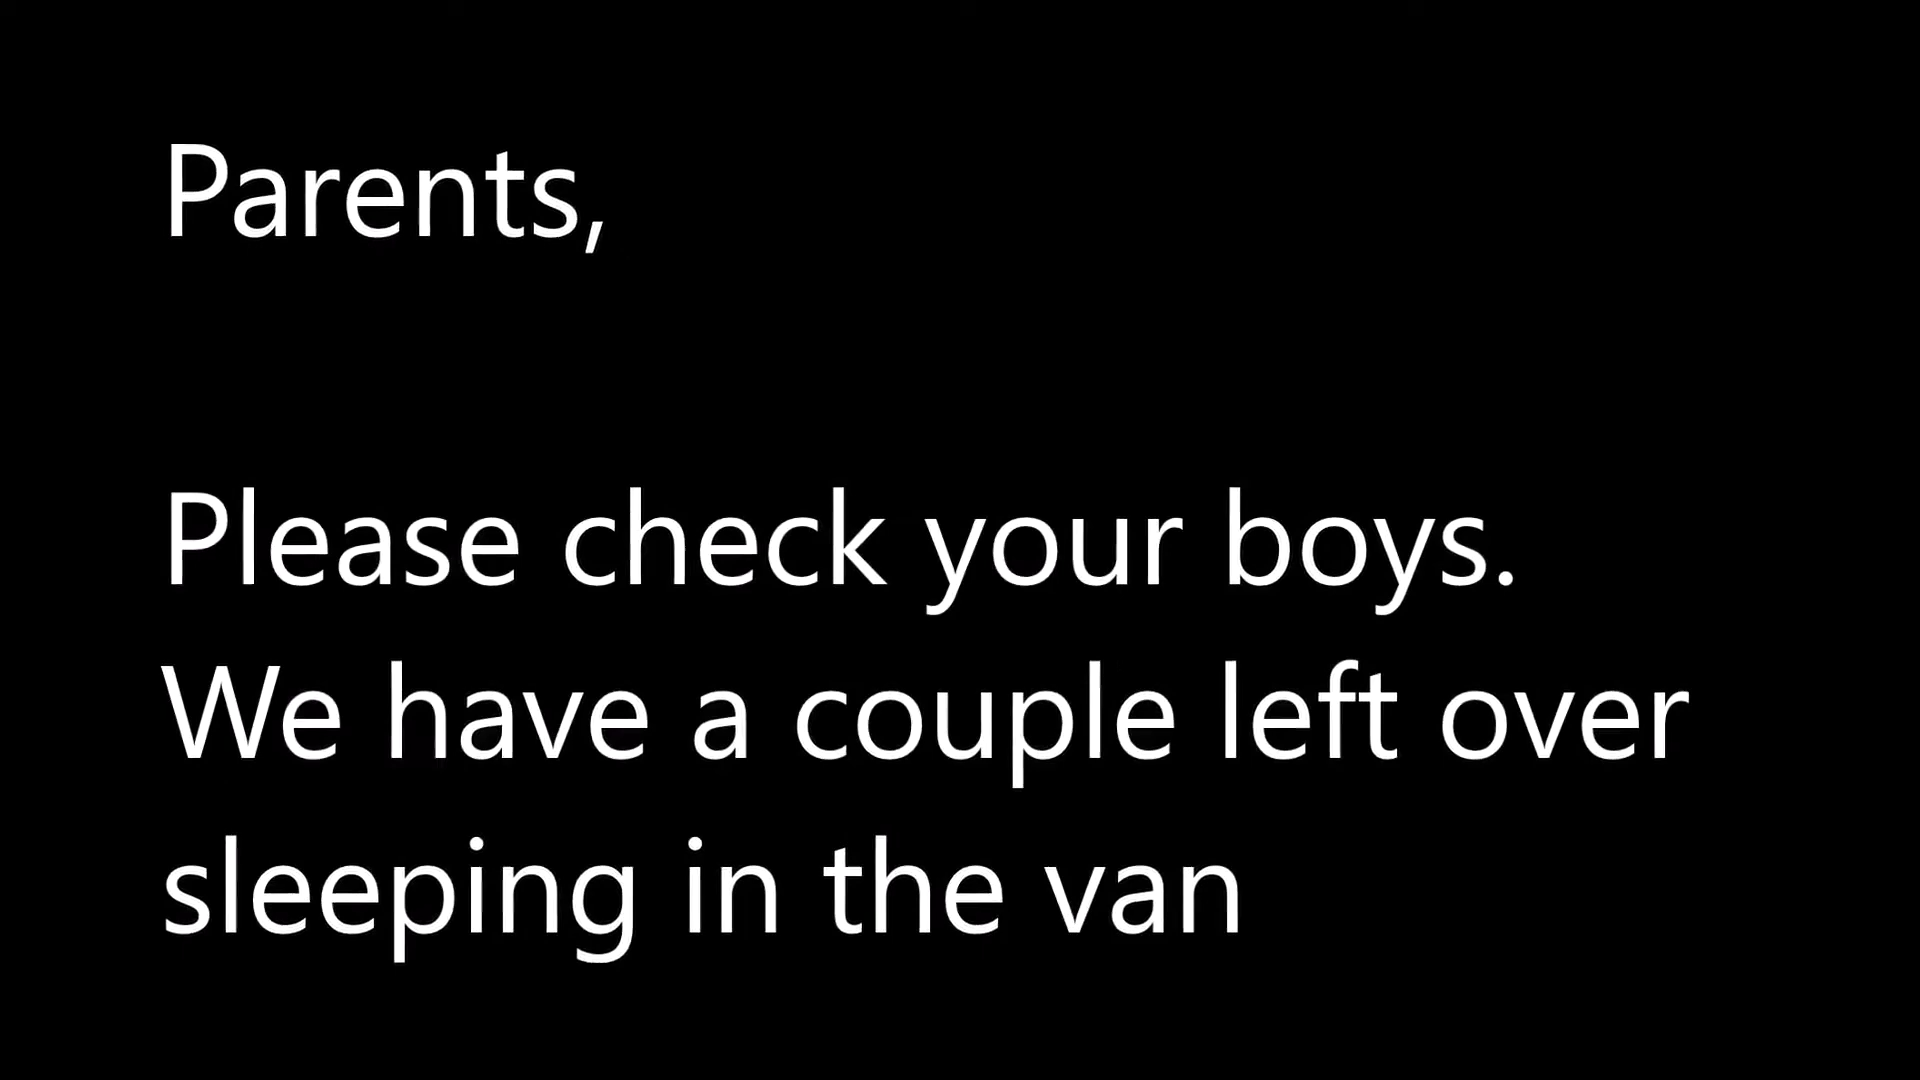 Parents,
Please check your boys.
We have a couple left over
sleeping in the van